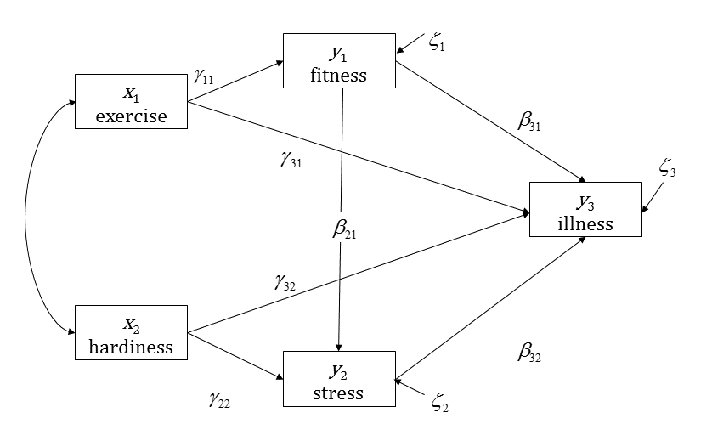 y₁
fitness
ζ₁
γ₁₁
x₁
exercise
β₃₁
γ₃₁
ζ₃
y₃
illness
β₂₁
γ₃₂
x₂
hardiness
y₂
stress
β₃₂
γ₂₂
ζ₂